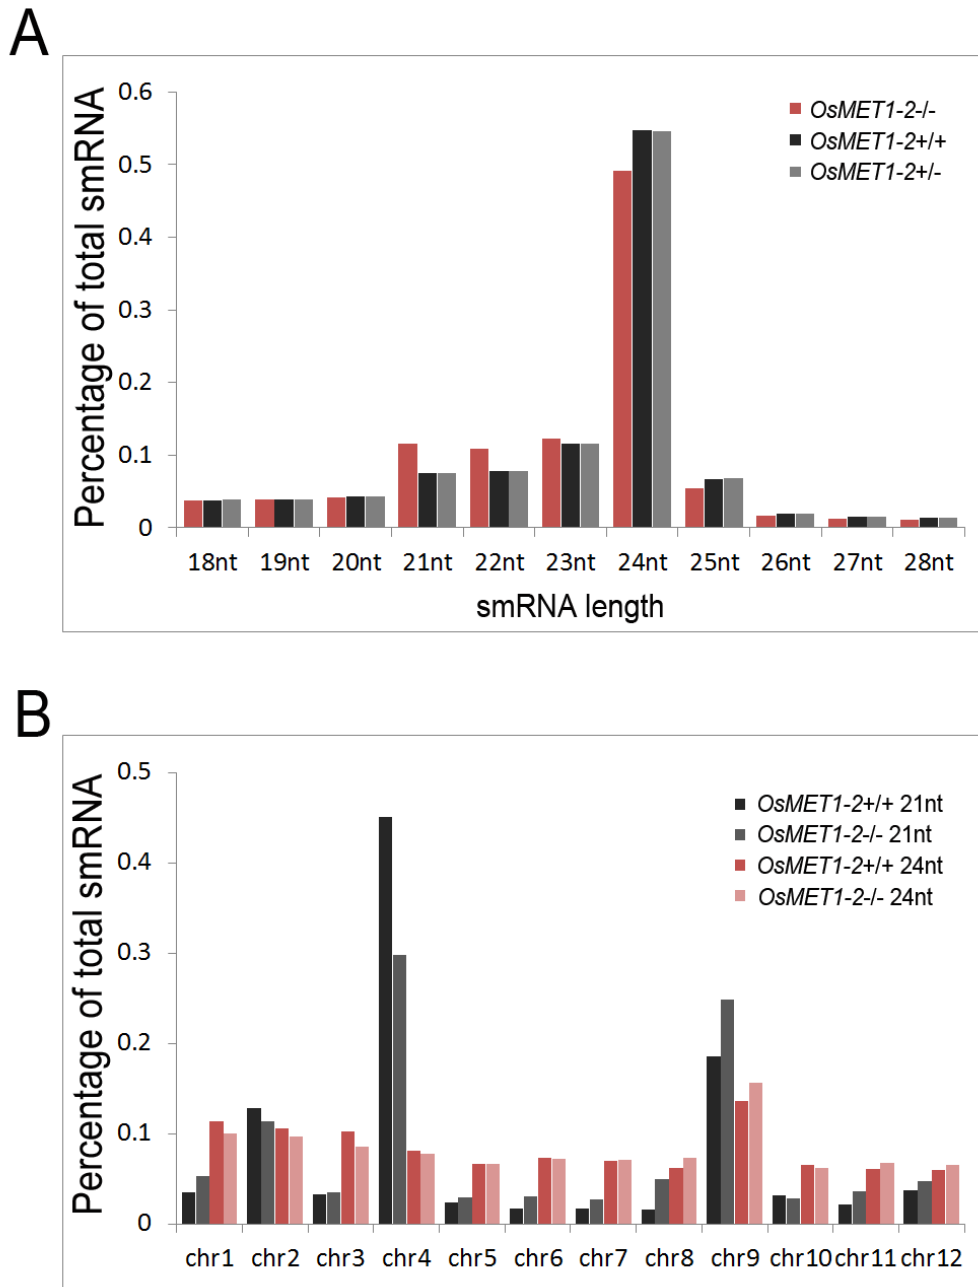 A
Percentage of total smRNA
0.6
0.5
0.4
0.3
0.2
0.1
0
OsMET1-2-/-
OsMET1-2+/+
OsMET1-2+/-
18nt 19nt 20nt 21nt 22nt 23nt 24nt 25nt 26nt 27nt 28nt
smRNA length
B
Percentage of total smRNA
0.5
0.4
0.3
0.2
0.1
0
OsMET1-2+/+ 21nt
OsMET1-2-/- 21nt
OsMET1-2+/+ 24nt
OsMET1-2-/- 24nt
chr1 chr2 chr3 chr4 chr5 chr6 chr7 chr8 chr9 chr10 chr11 chr12